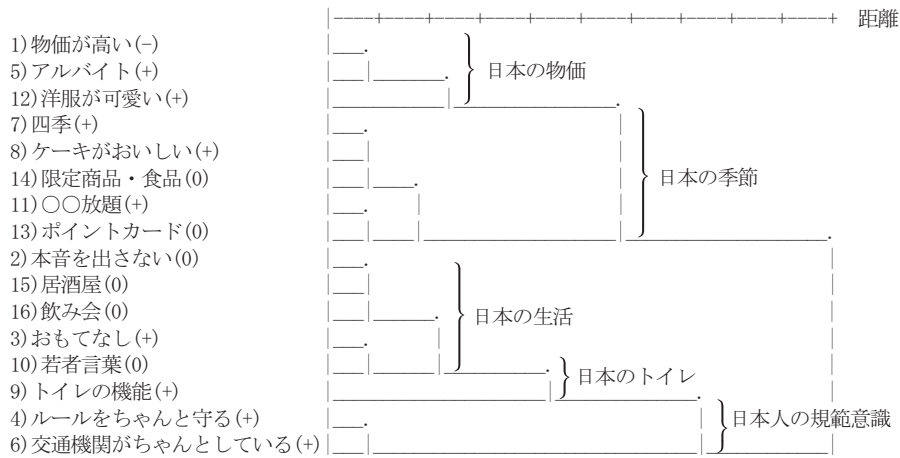 距離
1)物価が高い(-)
5)アルバイト(+)
日本の物価
12)洋服が可愛い(+)
7)四季(+)
8)ケーキがおいしい(+)
14)限定商品・食品(0)
日本の季節
11)〇〇放題(+)
13)ポイントカード(0)
2)本音を出さない(0)
15)居酒屋(0)
16)飲み会(0)
日本の生活
3)おもてなし(+)
10)若者言葉(0)
日本のトイレ
9)トイレの機能(+)
4)ルールをちゃんと守る(+)
日本人の規範意識
6)交通機関がちゃんとしている(+)